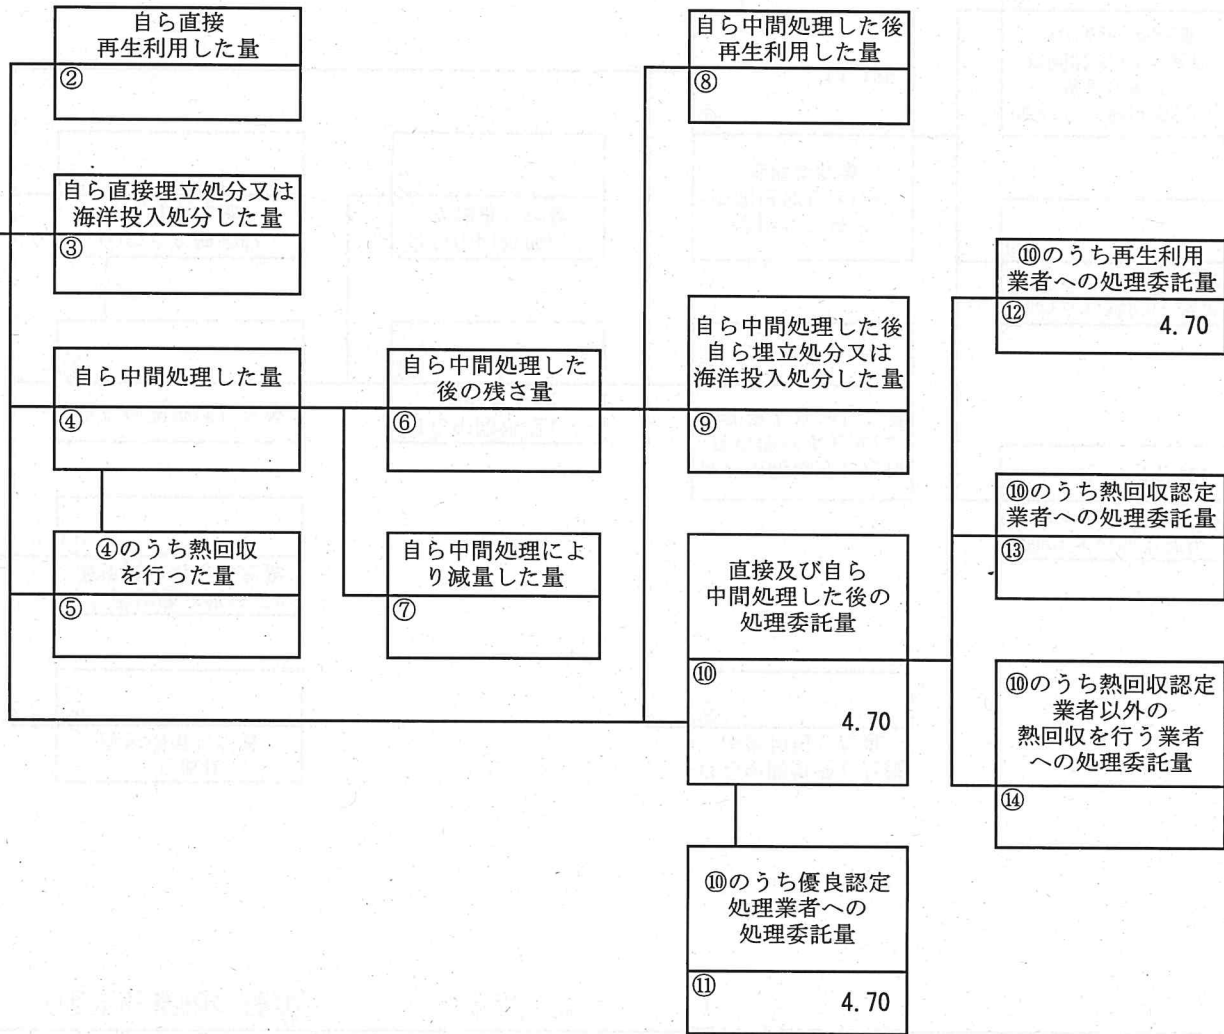 自ら直接
再生利用した量
②
自ら直接埋立処分又は
海洋投入処分した量
③
自ら中間処理した量
④
④のうち熱回収
を行った量
⑤
自ら中間処理した
後の残さ量
⑥
自ら中間処理によ
り減量した量
⑦
自ら中間処理した後
再生利用した量
⑧
自ら中間処理した後
自ら埋立処分又は
海洋投入処分した量
⑨
直接及び自ら
中間処理した後の
処理委託量
⑩
4.70
⑩のうち優良認定
処理業者への
処理委託量
⑪
4.70
⑩のうち再生利用
業者への処理委託量
⑫
4.70
⑩のうち熱回収認定
業者への処理委託量
⑬
⑩のうち熱回収認定
業者以外の
熱回収を行う業者
への処理委託量
⑭